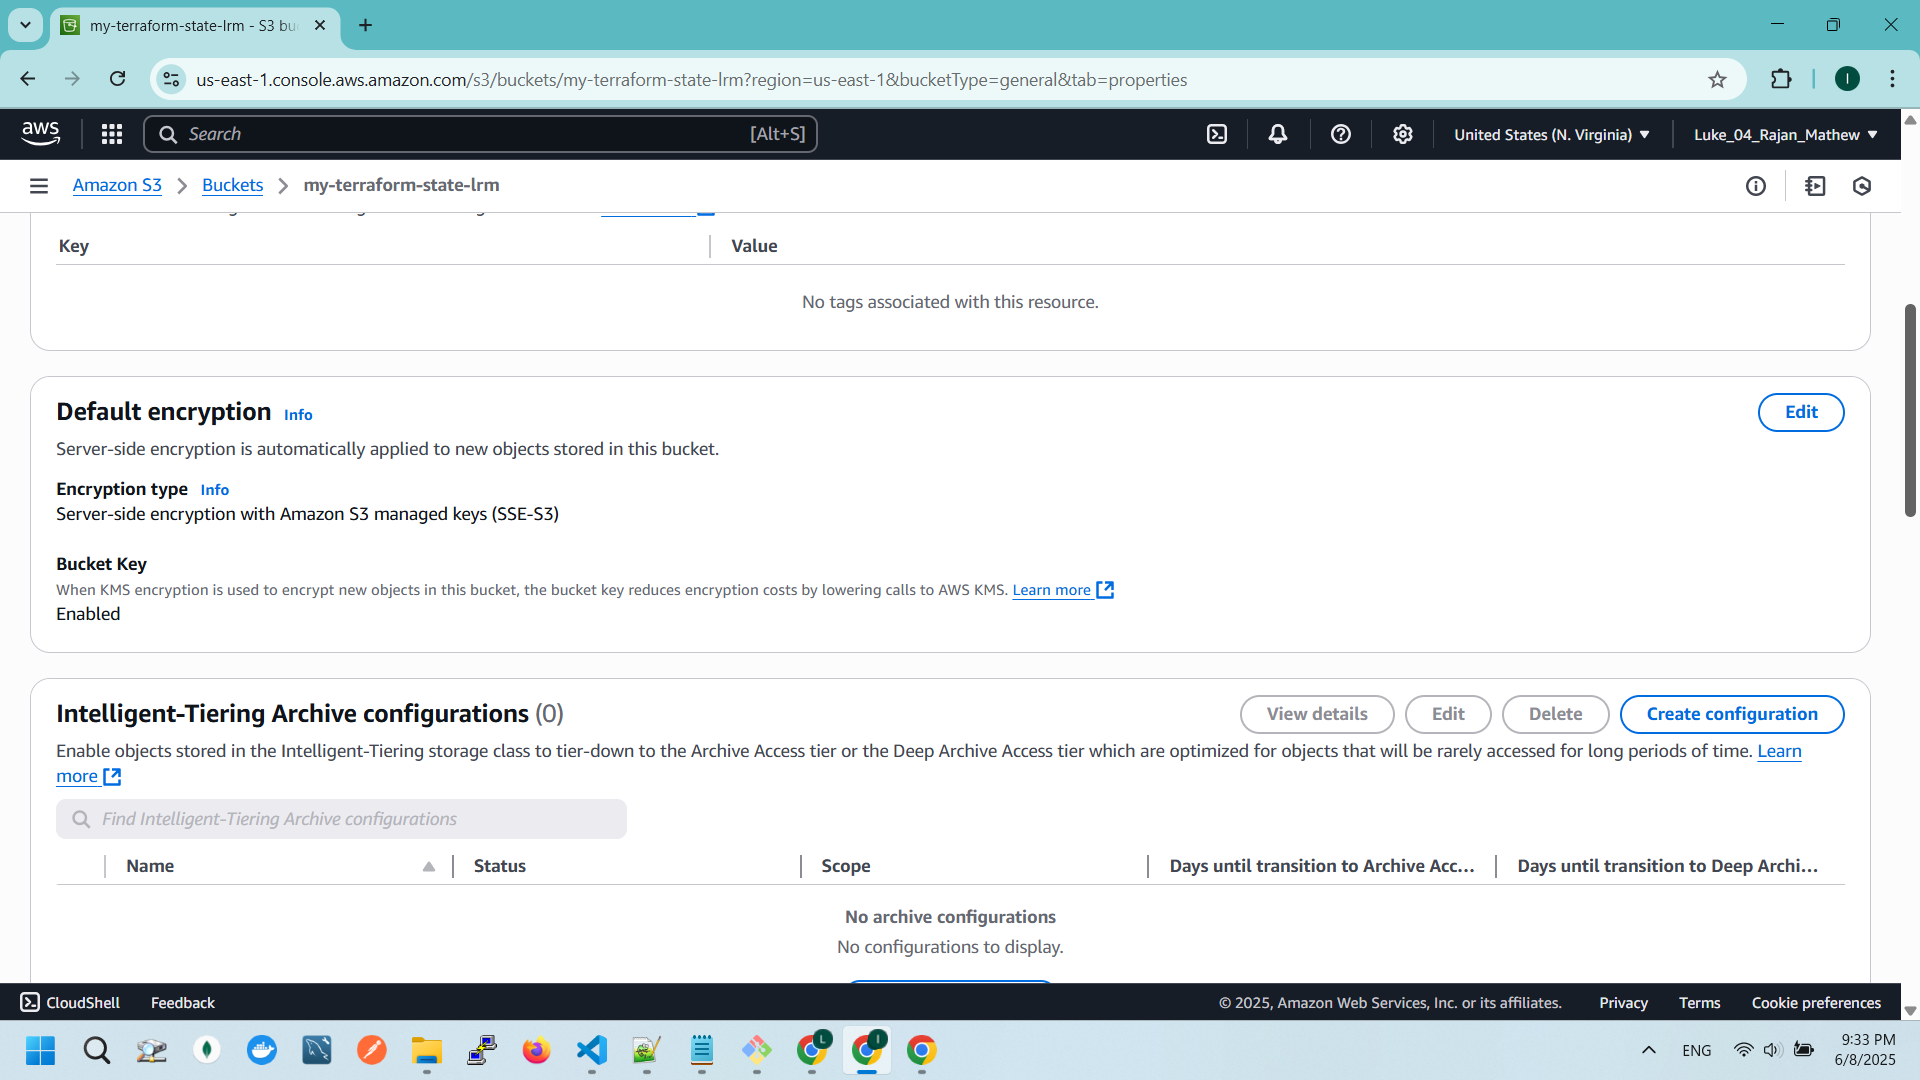 my-terraform-state-lrm - S3 bu
us-east-1.console.aws.amazon.com/s3/buckets/my-terraform-state-lrm?region=us-east-1&bucketType=general&tab=properties
I
aws
Search
[Alt+S]
United States (N. Virginia)
Luke_04_Rajan_Mathew
Amazon S3
Buckets
my-terraform-state-lrm
Key
Value
No tags associated with this resource.
Default encryption Info
Edit
Server-side encryption is automatically applied to new objects stored in this bucket.
Encryption type Info
Server-side encryption with Amazon S3 managed keys (SSE-S3)
Bucket Key
When KMS encryption is used to encrypt new objects in this bucket, the bucket key reduces encryption costs by lowering calls to AWS KMS. Learn more
Enabled
Intelligent-Tiering Archive configurations (0)
View details
Edit
Delete
Create configuration
Enable objects stored in the Intelligent-Tiering storage class to tier-down to the Archive Access tier or the Deep Archive Access tier which are optimized for objects that will be rarely accessed for long periods of time. Learn
more
Find Intelligent-Tiering Archive configurations
Name
Status
Scope
Days until transition to Archive Acc...
Days until transition to Deep Archi...
No archive configurations
No configurations to display.
CloudShell
Feedback
© 2025, Amazon Web Services, Inc. or its affiliates.
Privacy
Terms
Cookie preferences
L
I
ENG
9:33 PM
6/8/2025